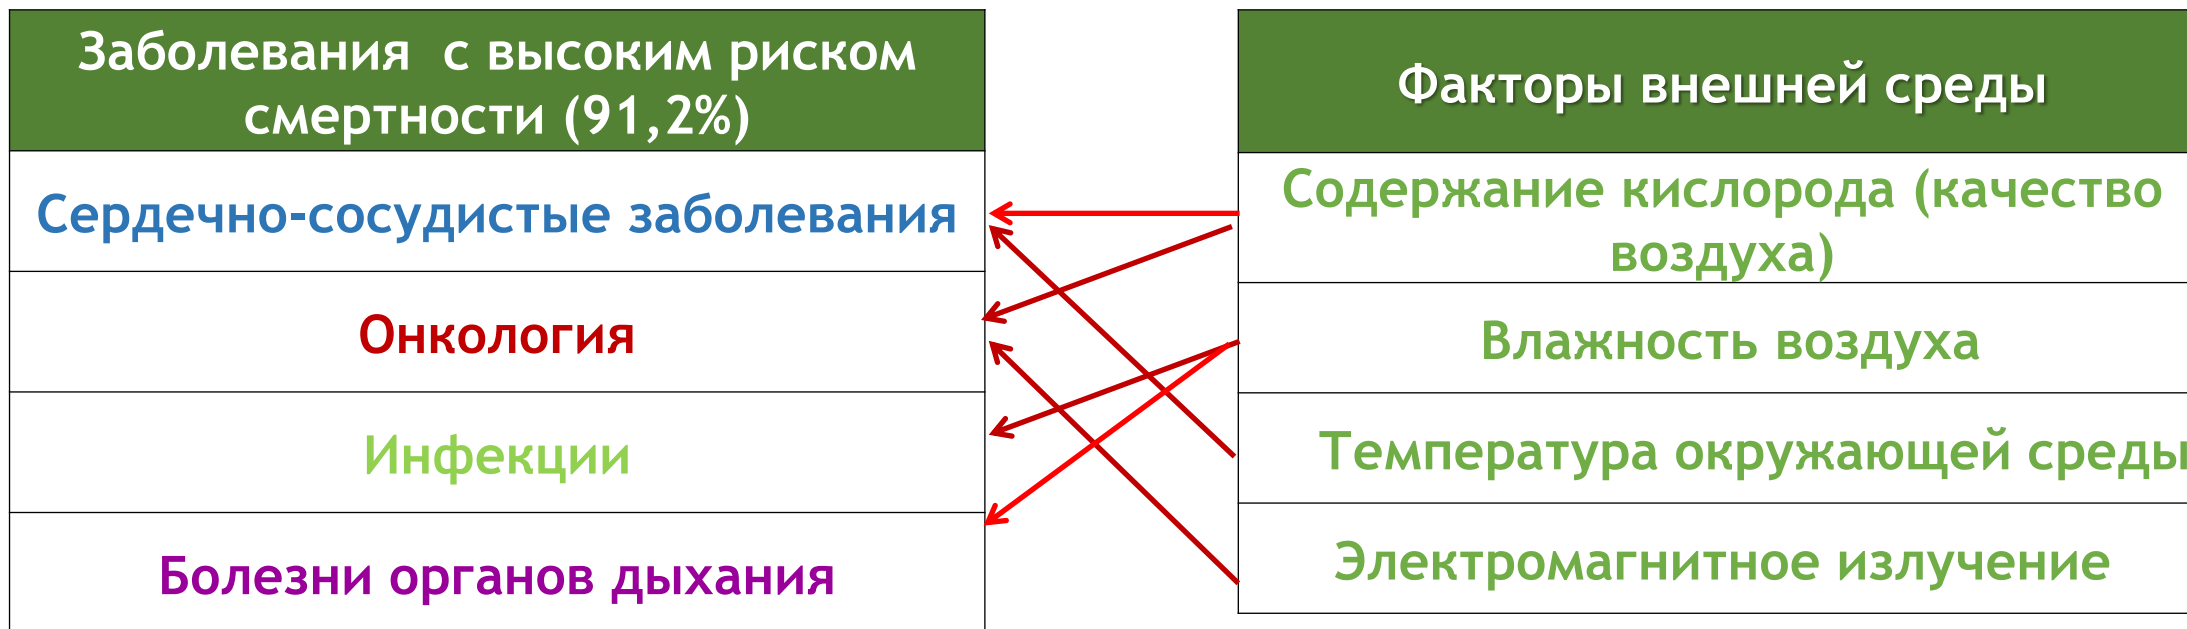 Заболевания с высоким риском
смертности (91,2%)
Сердечно-сосудистые заболевания
Онкология
Инфекции
Болезни органов дыхания
Факторы внешней среды
Содержание кислорода (качество
воздуха)
Влажность воздуха
Температура окружающей среды
Электромагнитное излучение